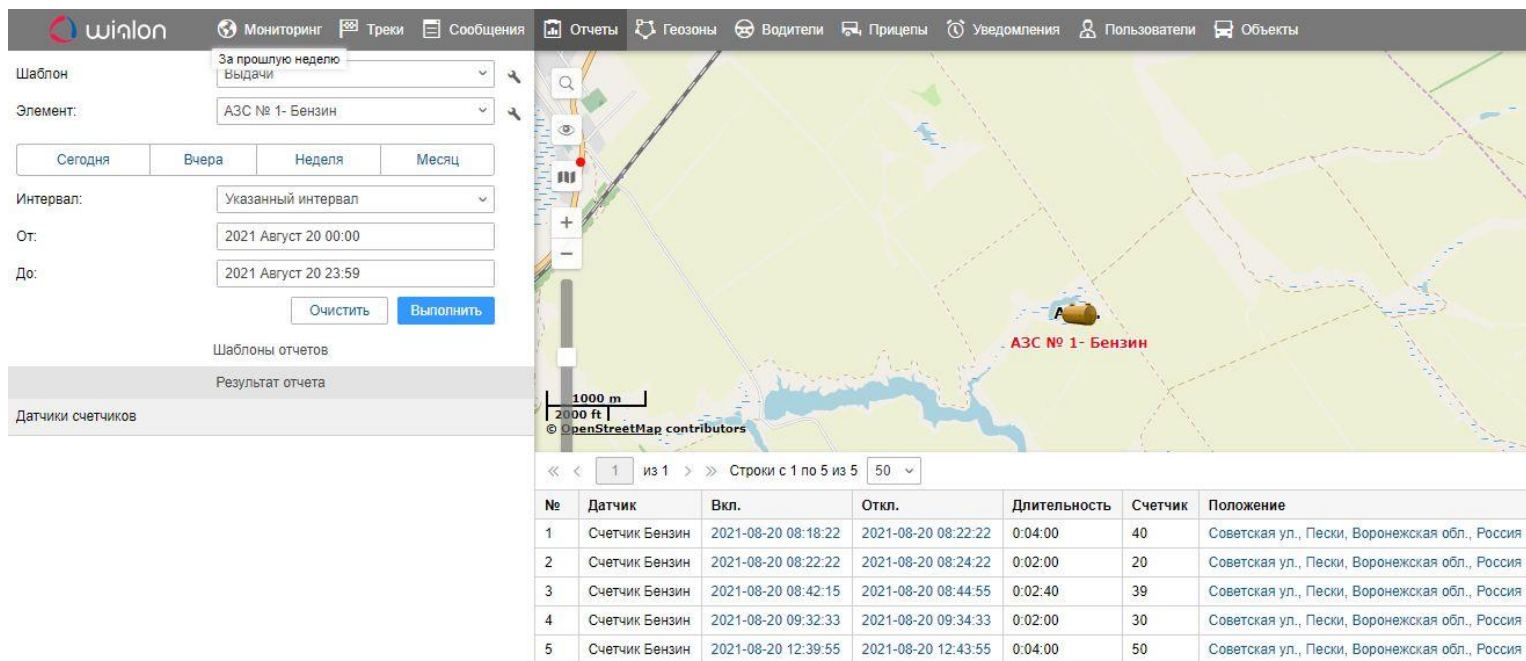 wialon Мониторинг Треки Сообщения Отчеты Геозоны Водители Прицепы Уведомления Пользователи Объекты
За прошлую неделю
Шаблон Выдачи
Элемент: АЗС № 1- Бензин
Сегодня Вчера Неделя Месяц
Интервал: Указанный интервал
От: 2021 Август 20 00:00
До: 2021 Август 20 23:59
Очистить Выполнить
Шаблоны отчетов
Результат отчета
Датчики счетчиков
АЗС № 1- Бензин
1000 m
2000 ft
© OpenStreetMap contributors
« < 1 из 1 > » Строки с 1 по 5 из 5 50
№ Датчик Вкл. Откл. Длительность Счетчик Положение
1 Счетчик Бензин 2021-08-20 08:18:22 2021-08-20 08:22:22 0:04:00 40 Советская ул., Пески, Воронежская обл., Россия
2 Счетчик Бензин 2021-08-20 08:22:22 2021-08-20 08:24:22 0:02:00 20 Советская ул., Пески, Воронежская обл., Россия
3 Счетчик Бензин 2021-08-20 08:42:15 2021-08-20 08:44:55 0:02:40 39 Советская ул., Пески, Воронежская обл., Россия
4 Счетчик Бензин 2021-08-20 09:32:33 2021-08-20 09:34:33 0:02:00 30 Советская ул., Пески, Воронежская обл., Россия
5 Счетчик Бензин 2021-08-20 12:39:55 2021-08-20 12:43:55 0:04:00 50 Советская ул., Пески, Воронежская обл., Россия